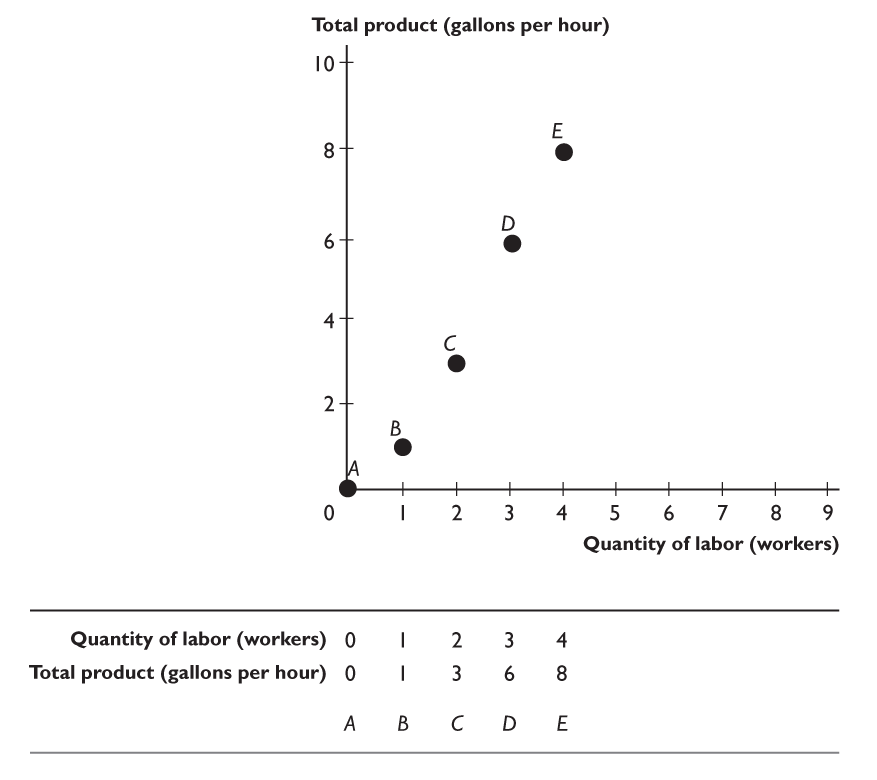 Total product (gallons per hour)
10
8
E
D
6
4
C
2
B
A
0 1 2 3 4 5 6 7 8 9
Quantity of labor (workers)
Quantity of labor (workers) 0 1 2 3 4
Total product (gallons per hour) 0 1 3 6 8
A B C D E